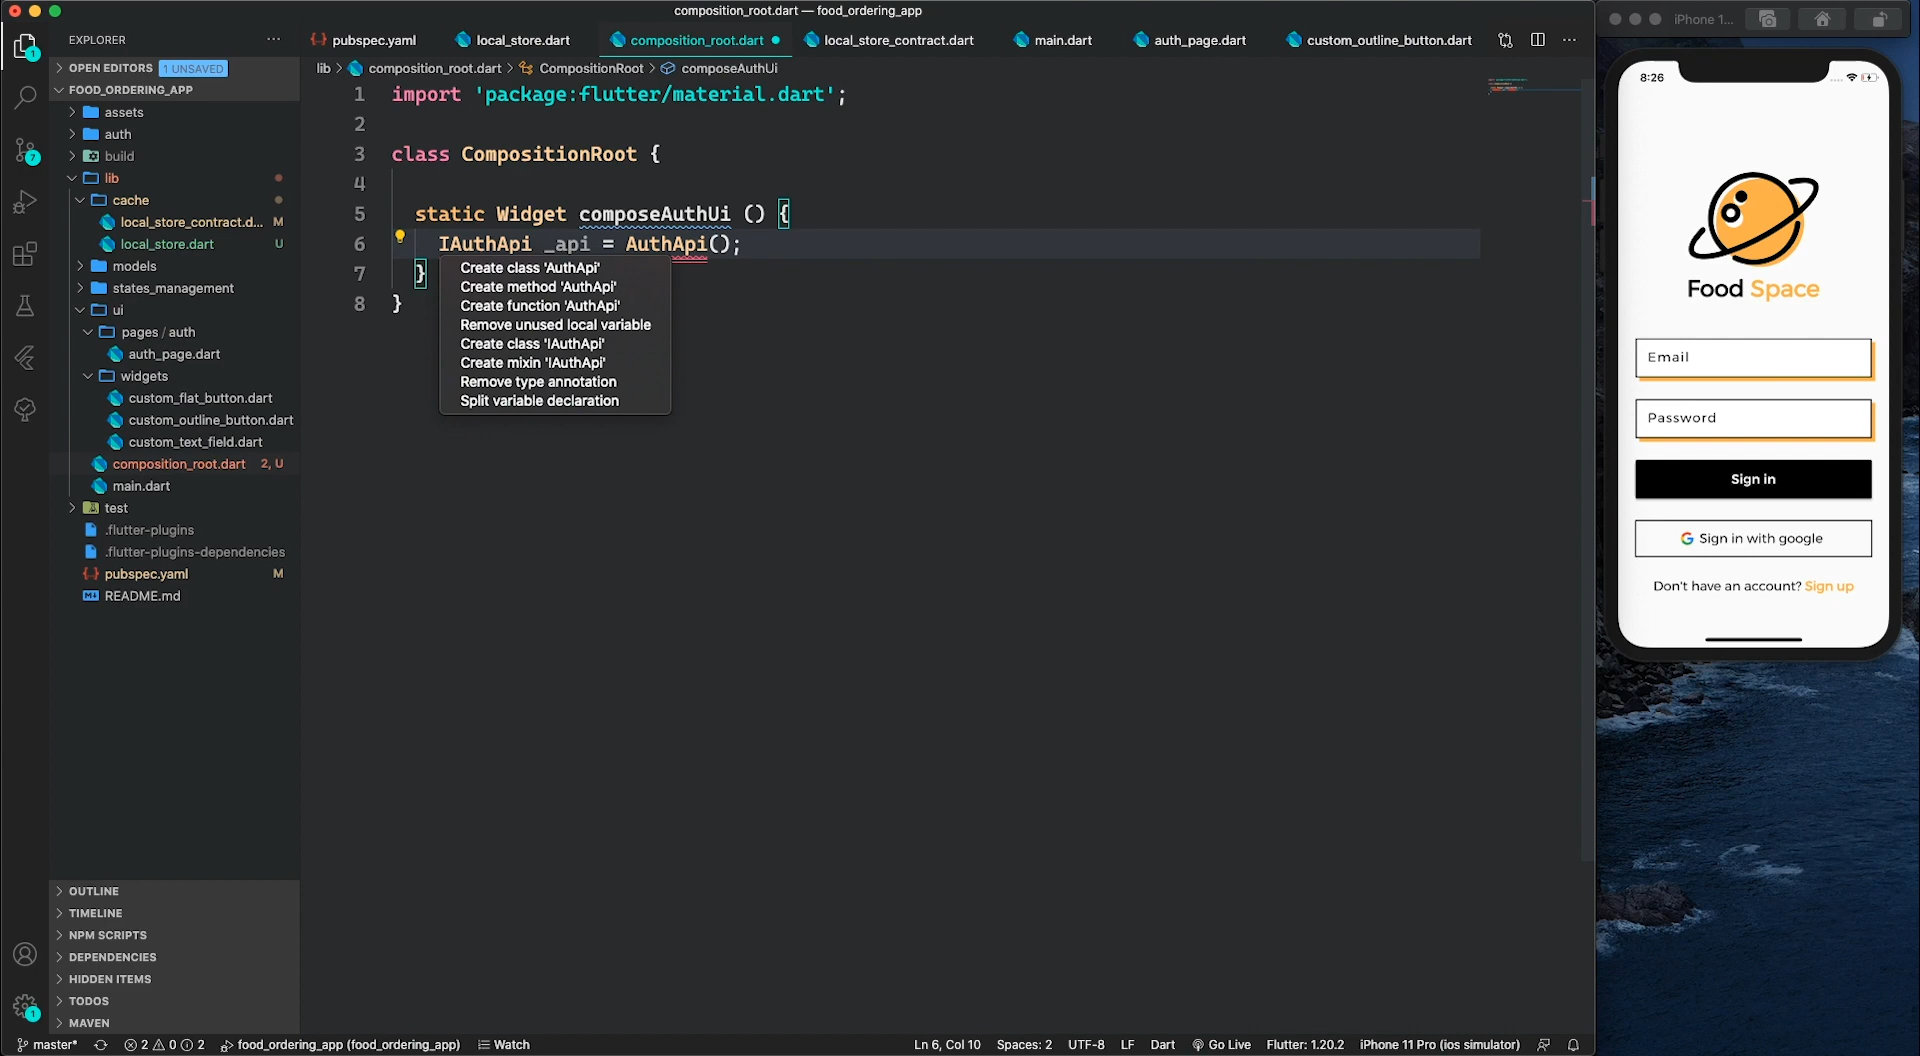 composition_root.dart — food_ordering_app
EXPLORER
pubspec.yaml
local_store.dart
composition_root.dart
local_store_contract.dart
main.dart
auth_page.dart
custom_outline_button.dart
OPEN EDITORS 1 UNSAVED
FOOD_ORDERING_APP
assets
auth
build
lib
cache
local_store_contract.d... M
local_store.dart U
models
states_management
ui
pages / auth
auth_page.dart
widgets
custom_flat_button.dart
custom_outline_button.dart
custom_text_field.dart
composition_root.dart 2, U
main.dart
test
.flutter-plugins
.flutter-plugins-dependencies
pubspec.yaml M
README.md
OUTLINE
TIMELINE
NPM SCRIPTS
DEPENDENCIES
HIDDEN ITEMS
TODOS
MAVEN
1
7
1
lib > composition_root.dart > CompositionRoot > composeAuthUi
1 import 'package:flutter/material.dart';
2
3 class CompositionRoot {
4
5 static Widget composeAuthUi () {
6 IAuthApi _api = AuthApi();
7 }
8 }
Create class 'AuthApi'
Create method 'AuthApi'
Create function 'AuthApi'
Remove unused local variable
Create class 'IAuthApi'
Create mixin 'IAuthApi'
Remove type annotation
Split variable declaration
master* 2 0 2 food_ordering_app (food_ordering_app) Watch
Ln 6, Col 10 Spaces: 2 UTF-8 LF Dart Go Live Flutter: 1.20.2 iPhone 11 Pro (ios simulator)
iPhone 1...
8:26
Food Space
Email
Password
Sign in
Sign in with google
Don't have an account? Sign up